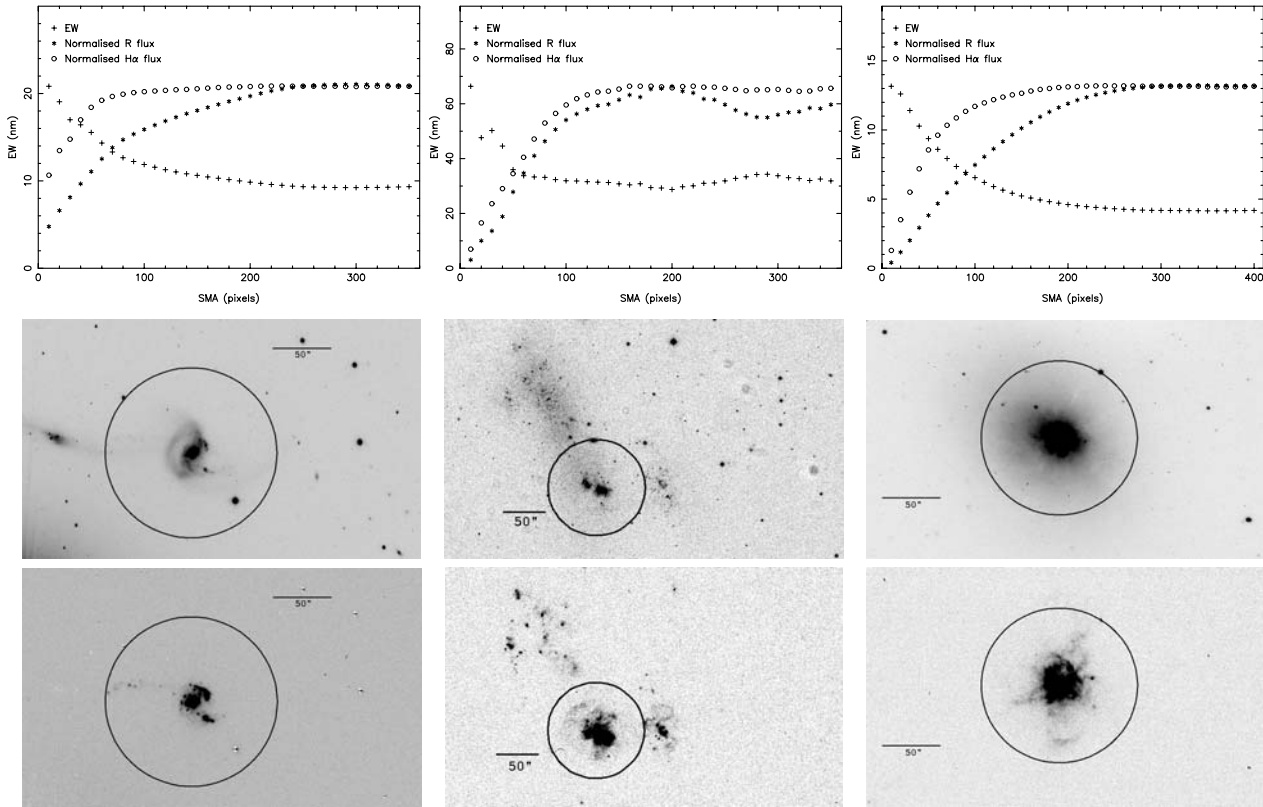 EW
Normalised R flux
Normalised Hα flux
EW (nm)
0
10
20
0
100
200
300
SMA (pixels)
EW
Normalised R flux
Normalised Hα flux
EW (nm)
0
20
40
60
80
0
100
200
300
SMA (pixels)
EW
Normalised R flux
Normalised Hα flux
EW (nm)
0
5
10
15
0
100
200
300
400
SMA (pixels)
50"
50"
50"
50"
50"
50"